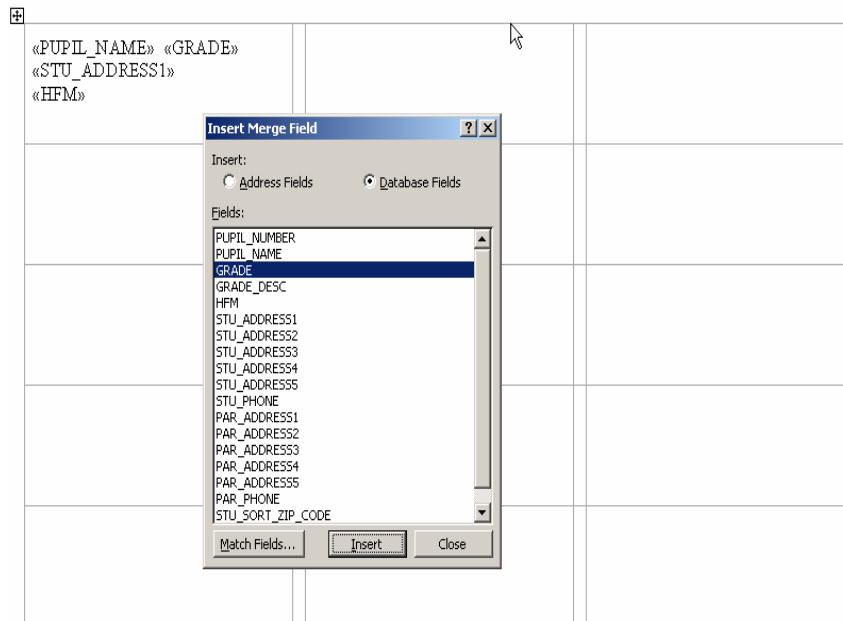 «PUPIL_NAME» «GRADE»
«STU_ADDRESS1»
«HFM»
Insert Merge Field
Insert:
Address Fields Database Fields
Fields:
PUPIL_NUMBER
PUPIL_NAME
GRADE
GRADE_DESC
HFM
STU_ADDRESS1
STU_ADDRESS2
STU_ADDRESS3
STU_ADDRESS4
STU_ADDRESS5
STU_PHONE
PAR_ADDRESS1
PAR_ADDRESS2
PAR_ADDRESS3
PAR_ADDRESS4
PAR_ADDRESS5
PAR_PHONE
STU_SORT_ZIP_CODE
Match Fields... Insert Close